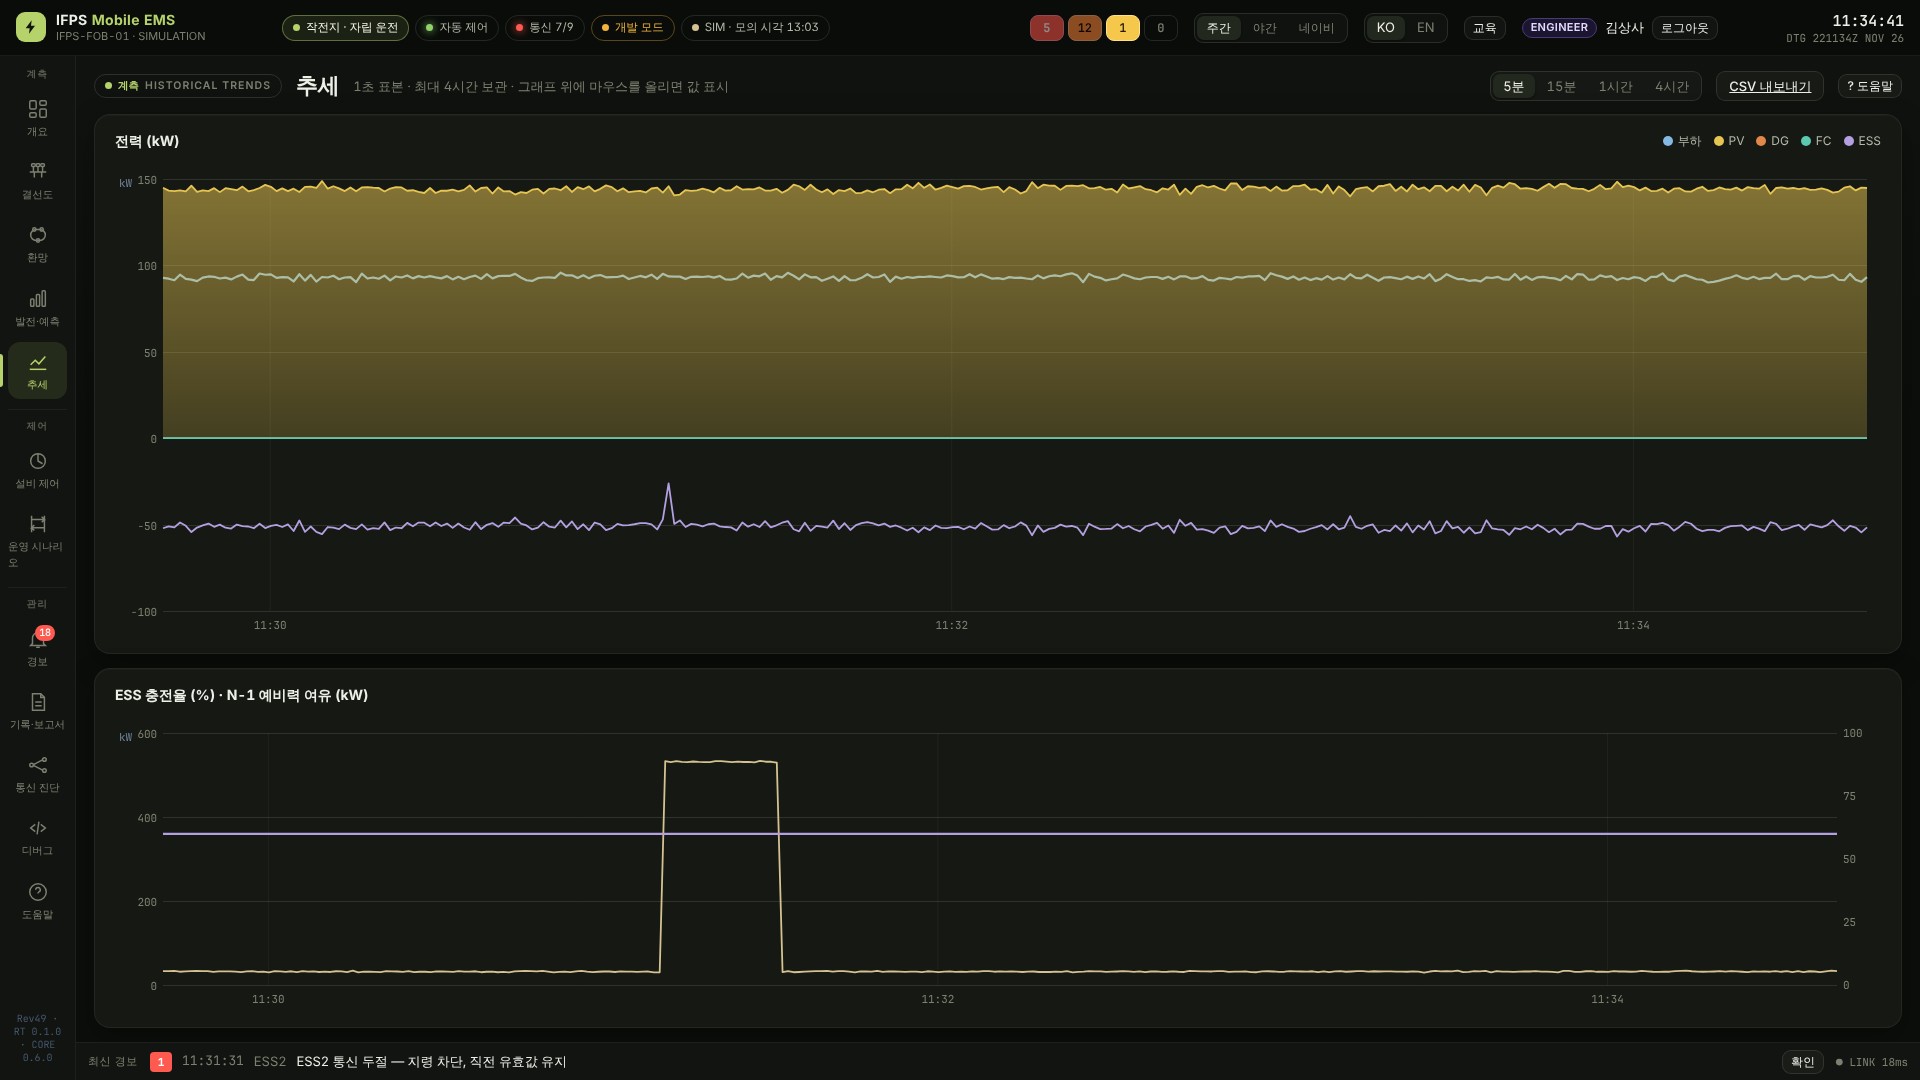 IFPS Mobile EMS
IFPS-FOB-01 · SIMULATION
작전지 · 자립 운전
자동 제어
통신 7/9
개발 모드
SIM · 모의 시각 13:03
5
12
1
0
주간
야간
네이비
KO
EN
교육
ENGINEER
김상사
로그아웃
11:34:41
DTG 221134Z NOV 26
계측
개요
결선도
환망
발전·예측
추세
제어
설비 제어
운영 시나리
오
관리
18
경보
기록·보고서
통신 진단
디버그
도움말
Rev49 ·
RT 0.1.0
· CORE
0.6.0
계측 HISTORICAL TRENDS
추세
1초 표본 · 최대 4시간 보관 · 그래프 위에 마우스를 올리면 값 표시
5분
15분
1시간
4시간
CSV 내보내기
? 도움말
전력 (kW)
부하
PV
DG
FC
ESS
kW
150
100
50
0
-50
-100
11:30
11:32
11:34
ESS 충전율 (%) · N-1 예비력 여유 (kW)
kW
600
400
200
0
100
75
50
25
0
11:30
11:32
11:34
최신 경보
1
11:31:31
ESS2
ESS2 통신 두절 — 지령 차단, 직전 유효값 유지
확인
LINK 18ms